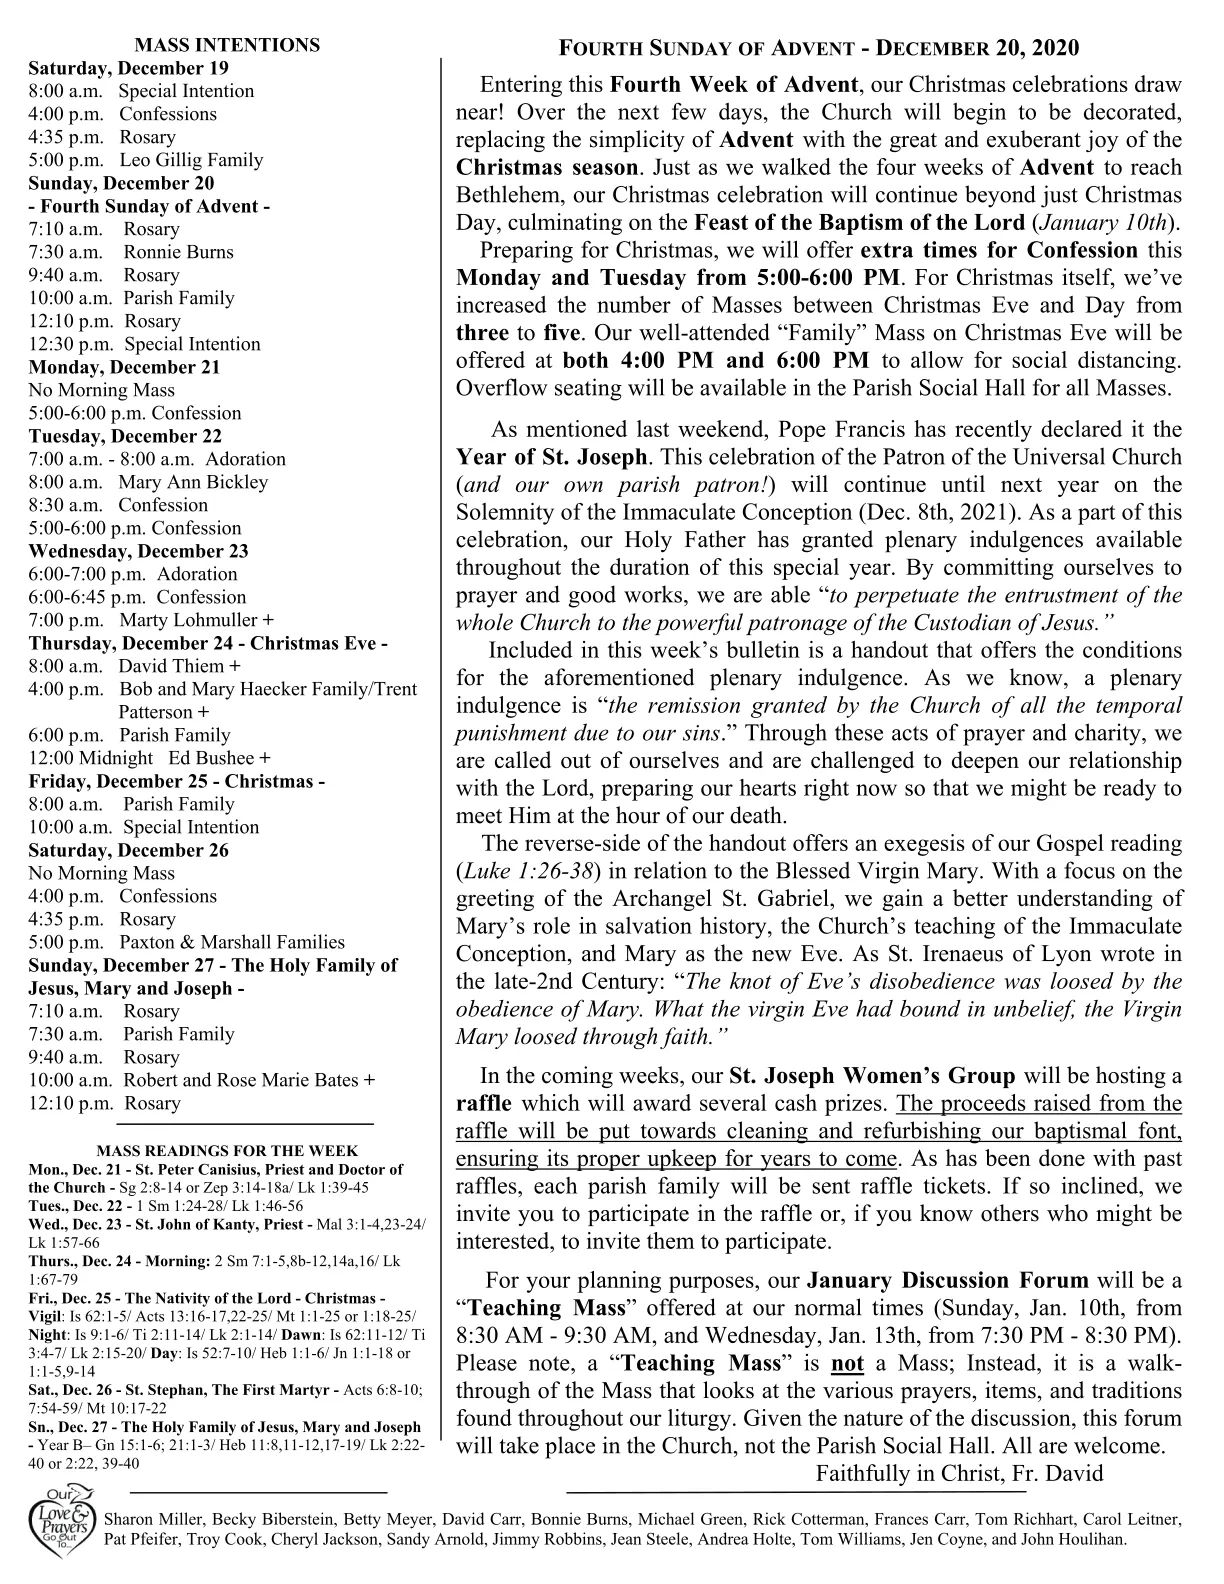 MASS INTENTIONS
Saturday, December 19
8:00 a.m. Special Intention
4:00 p.m. Confessions
4:35 p.m. Rosary
5:00 p.m. Leo Gillig Family
Sunday, December 20
- Fourth Sunday of Advent -
7:10 a.m. Rosary
7:30 a.m. Ronnie Burns
9:40 a.m. Rosary
10:00 a.m. Parish Family
12:10 p.m. Rosary
12:30 p.m. Special Intention
Monday, December 21
No Morning Mass
5:00-6:00 p.m. Confession
Tuesday, December 22
7:00 a.m. - 8:00 a.m. Adoration
8:00 a.m. Mary Ann Bickley
8:30 a.m. Confession
5:00-6:00 p.m. Confession
Wednesday, December 23
6:00-7:00 p.m. Adoration
6:00-6:45 p.m. Confession
7:00 p.m. Marty Lohmuller +
Thursday, December 24 - Christmas Eve -
8:00 a.m. David Thiem +
4:00 p.m. Bob and Mary Haecker Family/Trent
Patterson +
6:00 p.m. Parish Family
12:00 Midnight Ed Bushee +
Friday, December 25 - Christmas -
8:00 a.m. Parish Family
10:00 a.m. Special Intention
Saturday, December 26
No Morning Mass
4:00 p.m. Confessions
4:35 p.m. Rosary
5:00 p.m. Paxton & Marshall Families
Sunday, December 27 - The Holy Family of
Jesus, Mary and Joseph -
7:10 a.m. Rosary
7:30 a.m. Parish Family
9:40 a.m. Rosary
10:00 a.m. Robert and Rose Marie Bates +
12:10 p.m. Rosary
MASS READINGS FOR THE WEEK
Mon., Dec. 21 - St. Peter Canisius, Priest and Doctor of
the Church - Sg 2:8-14 or Zep 3:14-18a/ Lk 1:39-45
Tues., Dec. 22 - 1 Sm 1:24-28/ Lk 1:46-56
Wed., Dec. 23 - St. John of Kanty, Priest - Mal 3:1-4,23-24/
Lk 1:57-66
Thurs., Dec. 24 - Morning: 2 Sm 7:1-5,8b-12,14a,16/ Lk
1:67-79
Fri., Dec. 25 - The Nativity of the Lord - Christmas -
Vigil: Is 62:1-5/ Acts 13:16-17,22-25/ Mt 1:1-25 or 1:18-25/
Night: Is 9:1-6/ Ti 2:11-14/ Lk 2:1-14/ Dawn: Is 62:11-12/ Ti
3:4-7/ Lk 2:15-20/ Day: Is 52:7-10/ Heb 1:1-6/ Jn 1:1-18 or
1:1-5,9-14
Sat., Dec. 26 - St. Stephan, The First Martyr - Acts 6:8-10;
7:54-59/ Mt 10:17-22
Sn., Dec. 27 - The Holy Family of Jesus, Mary and Joseph
- Year B– Gn 15:1-6; 21:1-3/ Heb 11:8,11-12,17-19/ Lk 2:22-
40 or 2:22, 39-40
FOURTH SUNDAY OF ADVENT - DECEMBER 20, 2020
Entering this Fourth Week of Advent, our Christmas celebrations draw
near! Over the next few days, the Church will begin to be decorated,
replacing the simplicity of Advent with the great and exuberant joy of the
Christmas season. Just as we walked the four weeks of Advent to reach
Bethlehem, our Christmas celebration will continue beyond just Christmas
Day, culminating on the Feast of the Baptism of the Lord (January 10th).
Preparing for Christmas, we will offer extra times for Confession this
Monday and Tuesday from 5:00-6:00 PM. For Christmas itself, we’ve
increased the number of Masses between Christmas Eve and Day from
three to five. Our well-attended “Family” Mass on Christmas Eve will be
offered at both 4:00 PM and 6:00 PM to allow for social distancing.
Overflow seating will be available in the Parish Social Hall for all Masses.
As mentioned last weekend, Pope Francis has recently declared it the
Year of St. Joseph. This celebration of the Patron of the Universal Church
(and our own parish patron!) will continue until next year on the
Solemnity of the Immaculate Conception (Dec. 8th, 2021). As a part of this
celebration, our Holy Father has granted plenary indulgences available
throughout the duration of this special year. By committing ourselves to
prayer and good works, we are able “to perpetuate the entrustment of the
whole Church to the powerful patronage of the Custodian of Jesus.”
Included in this week’s bulletin is a handout that offers the conditions
for the aforementioned plenary indulgence. As we know, a plenary
indulgence is “the remission granted by the Church of all the temporal
punishment due to our sins.” Through these acts of prayer and charity, we
are called out of ourselves and are challenged to deepen our relationship
with the Lord, preparing our hearts right now so that we might be ready to
meet Him at the hour of our death.
The reverse-side of the handout offers an exegesis of our Gospel reading
(Luke 1:26-38) in relation to the Blessed Virgin Mary. With a focus on the
greeting of the Archangel St. Gabriel, we gain a better understanding of
Mary’s role in salvation history, the Church’s teaching of the Immaculate
Conception, and Mary as the new Eve. As St. Irenaeus of Lyon wrote in
the late-2nd Century: “The knot of Eve’s disobedience was loosed by the
obedience of Mary. What the virgin Eve had bound in unbelief, the Virgin
Mary loosed through faith.”
In the coming weeks, our St. Joseph Women’s Group will be hosting a
raffle which will award several cash prizes. The proceeds raised from the
raffle will be put towards cleaning and refurbishing our baptismal font,
ensuring its proper upkeep for years to come. As has been done with past
raffles, each parish family will be sent raffle tickets. If so inclined, we
invite you to participate in the raffle or, if you know others who might be
interested, to invite them to participate.
For your planning purposes, our January Discussion Forum will be a
“Teaching Mass” offered at our normal times (Sunday, Jan. 10th, from
8:30 AM - 9:30 AM, and Wednesday, Jan. 13th, from 7:30 PM - 8:30 PM).
Please note, a “Teaching Mass” is not a Mass; Instead, it is a walk-
through of the Mass that looks at the various prayers, items, and traditions
found throughout our liturgy. Given the nature of the discussion, this forum
will take place in the Church, not the Parish Social Hall. All are welcome.
Faithfully in Christ, Fr. David
Our
Love &
Prayers
Go Out
To...
Sharon Miller, Becky Biberstein, Betty Meyer, David Carr, Bonnie Burns, Michael Green, Rick Cotterman, Frances Carr, Tom Richhart, Carol Leitner,
Pat Pfeifer, Troy Cook, Cheryl Jackson, Sandy Arnold, Jimmy Robbins, Jean Steele, Andrea Holte, Tom Williams, Jen Coyne, and John Houlihan.